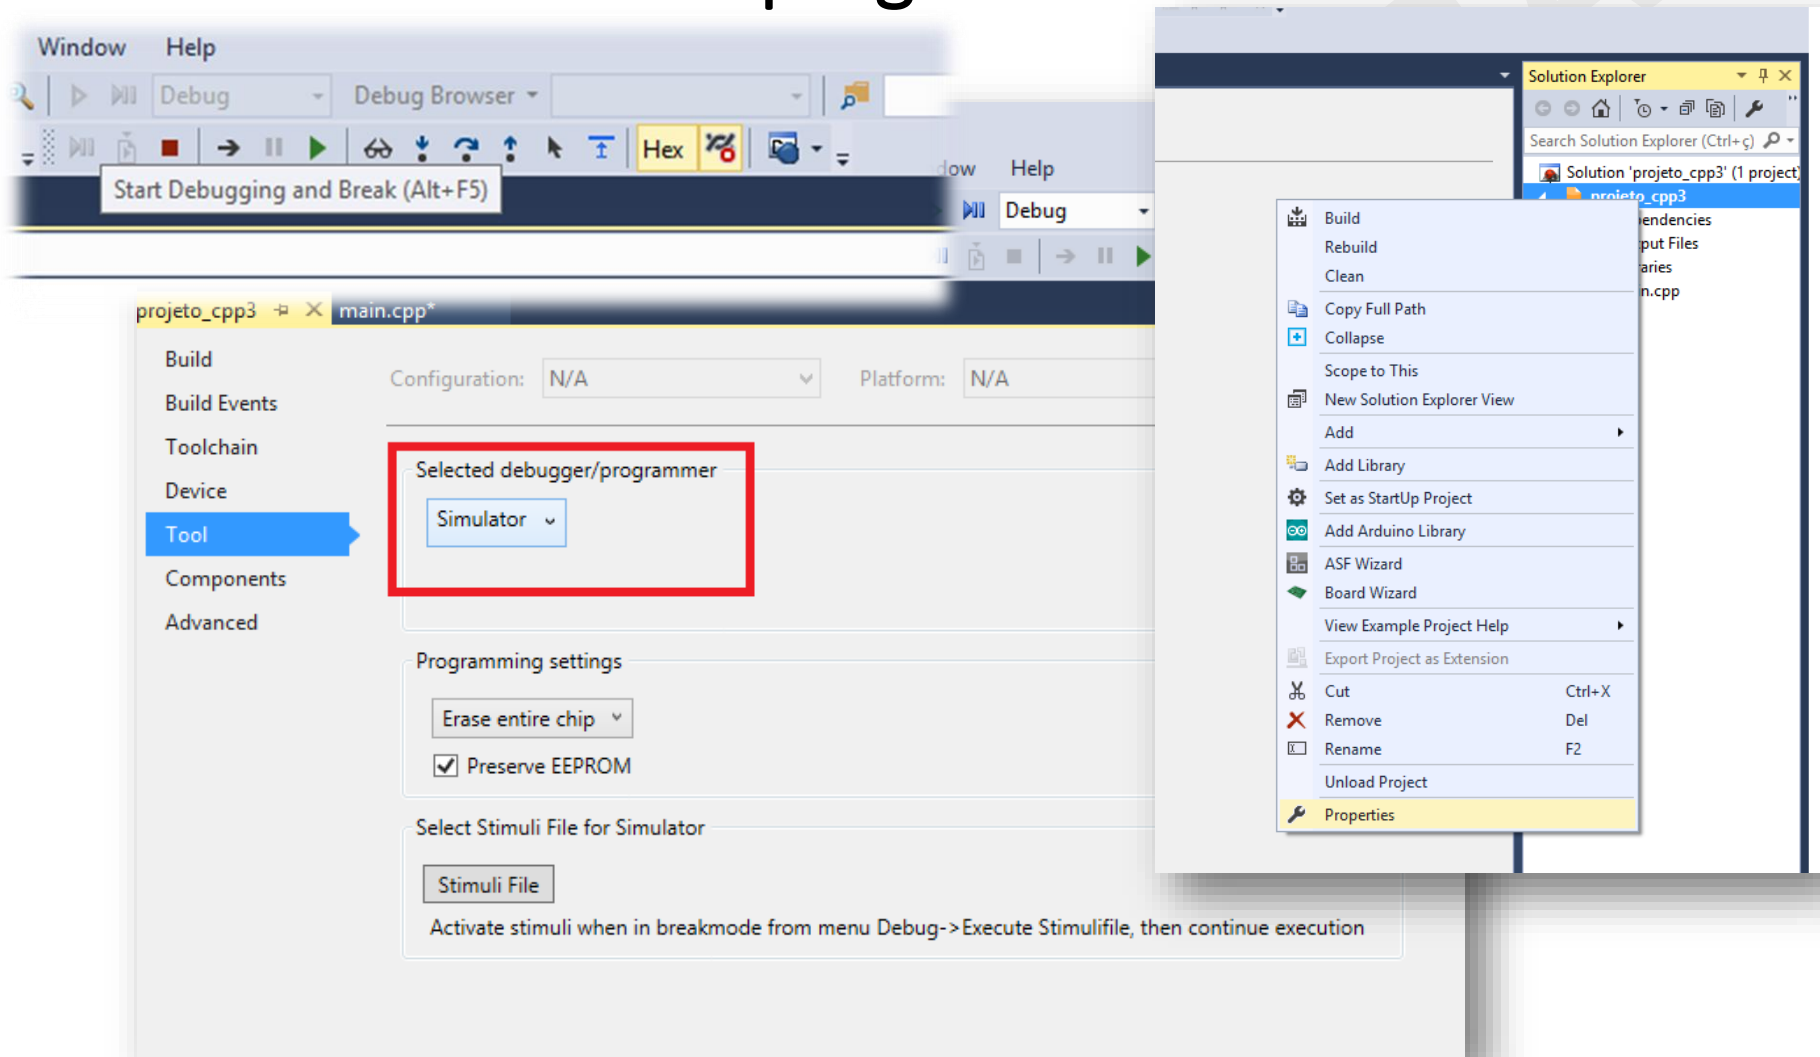 Window Help
Debug Debug Browser
Hex
Start Debugging and Break (Alt+F5)
Help
Debug
projeto_cpp3 main.cpp*
Build
Build Events
Toolchain
Device
Tool
Components
Advanced
Configuration: N/A Platform: N/A
Selected debugger/programmer
Simulator
Programming settings
Erase entire chip
Preserve EEPROM
Select Stimuli File for Simulator
Stimuli File
Activate stimuli when in breakmode from menu Debug->Execute Stimulifile, then continue execution
Solution Explorer
Search Solution Explorer (Ctrl+ç)
Solution 'projeto_cpp3' (1 project)
projeto_cpp3
Build
Rebuild
Clean
Copy Full Path
Collapse
Scope to This
New Solution Explorer View
Add
Add Library
Set as StartUp Project
Add Arduino Library
ASF Wizard
Board Wizard
View Example Project Help
Export Project as Extension
Cut Ctrl+X
Remove Del
Rename F2
Unload Project
Properties